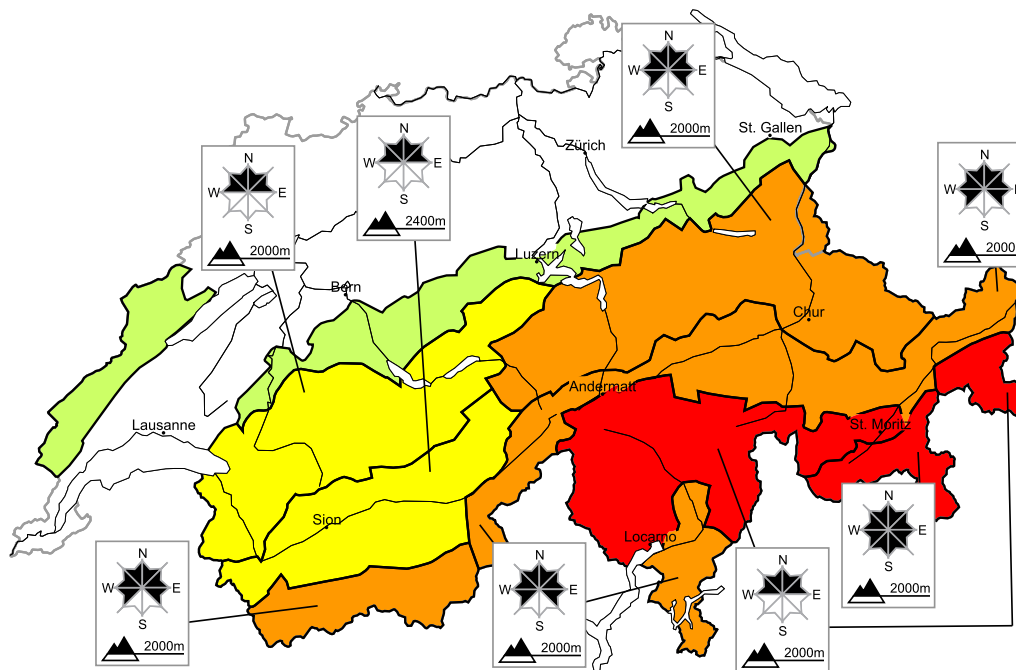 N
W E
S
2000m
St. Gallen
N
W E
S
2400m
Zürich
N
W E
S
2000m
N
W E
S
2000
Luzern
Bern
Chur
Andermatt
Lausanne
St. Moritz
Sion
Locarno
N
W E
S
2000m
N
W E
S
2000m
N
W E
S
2000m
N
W E
S
2000m